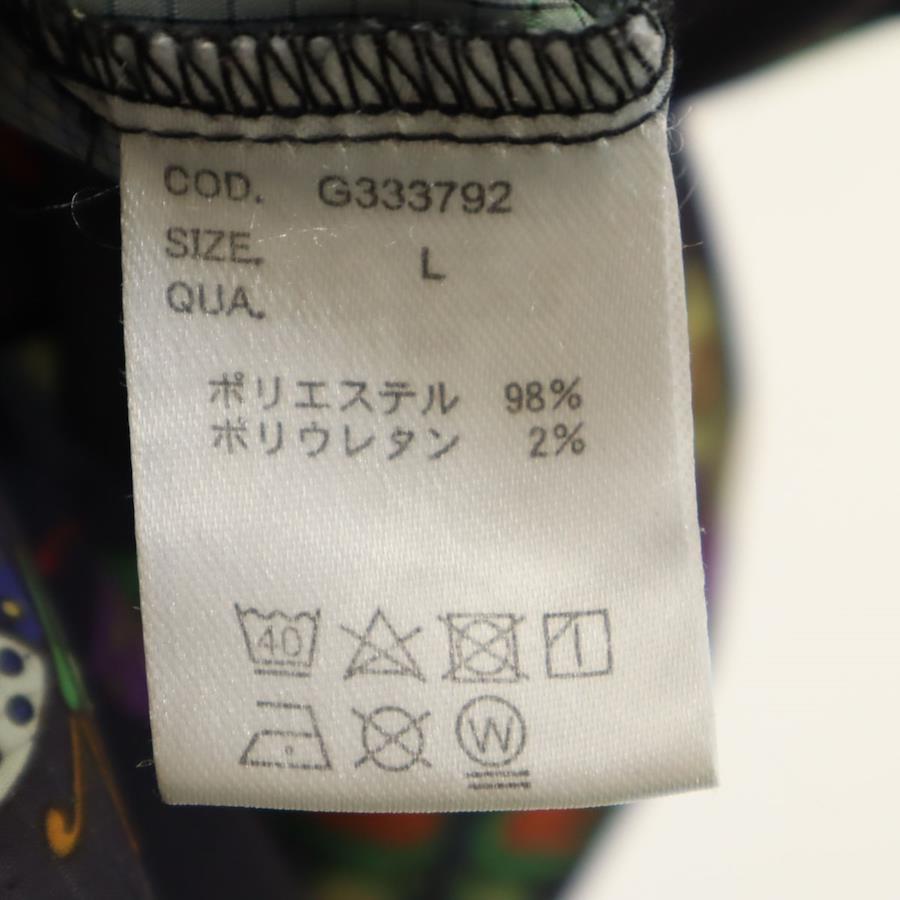 COD. G333792
SIZE. L
QUA.
ポリエステル 98%
ポリウレタン 2%
40
W